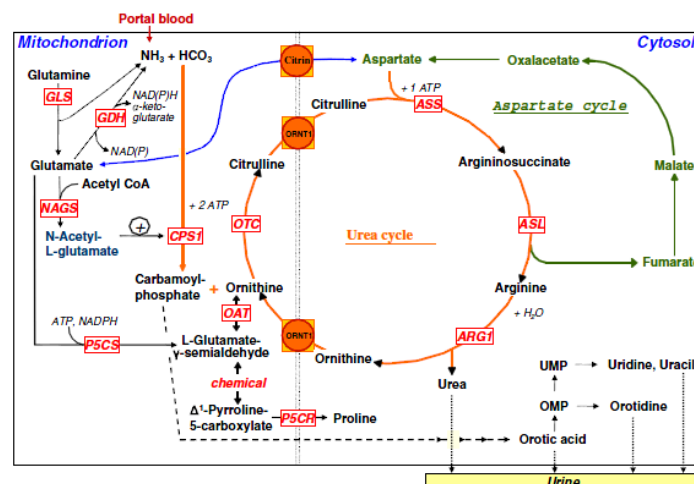 Portal blood
Mitochondrion
Cytosol
NH₃ + HCO₃
Citrin
Aspartate
Oxalacetate
Glutamine
GLS
NAD(P)H
α-keto-
glutarate
GDH
NAD(P)
+ 1 ATP
ASS
Aspartate cycle
Citrulline
ORNT1
Glutamate
Acetyl CoA
Citrulline
Argininosuccinate
Malate
NAGS
+ 2 ATP
N-Acetyl-
L-glutamate
+
CPS1
OTC
Urea cycle
ASL
Fumarate
Carbamoyl-
phosphate
+
Ornithine
Arginine
+ H₂O
OAT
ATP, NADPH
P5CS
L-Glutamate-
γ-semialdehyde
ORNT1
Ornithine
ARG1
Urea
UMP
Uridine, Uracil
chemical
Δ¹-Pyrroline-
5-carboxylate
P5CR
Proline
OMP
Orotidine
Orotic acid
Urine